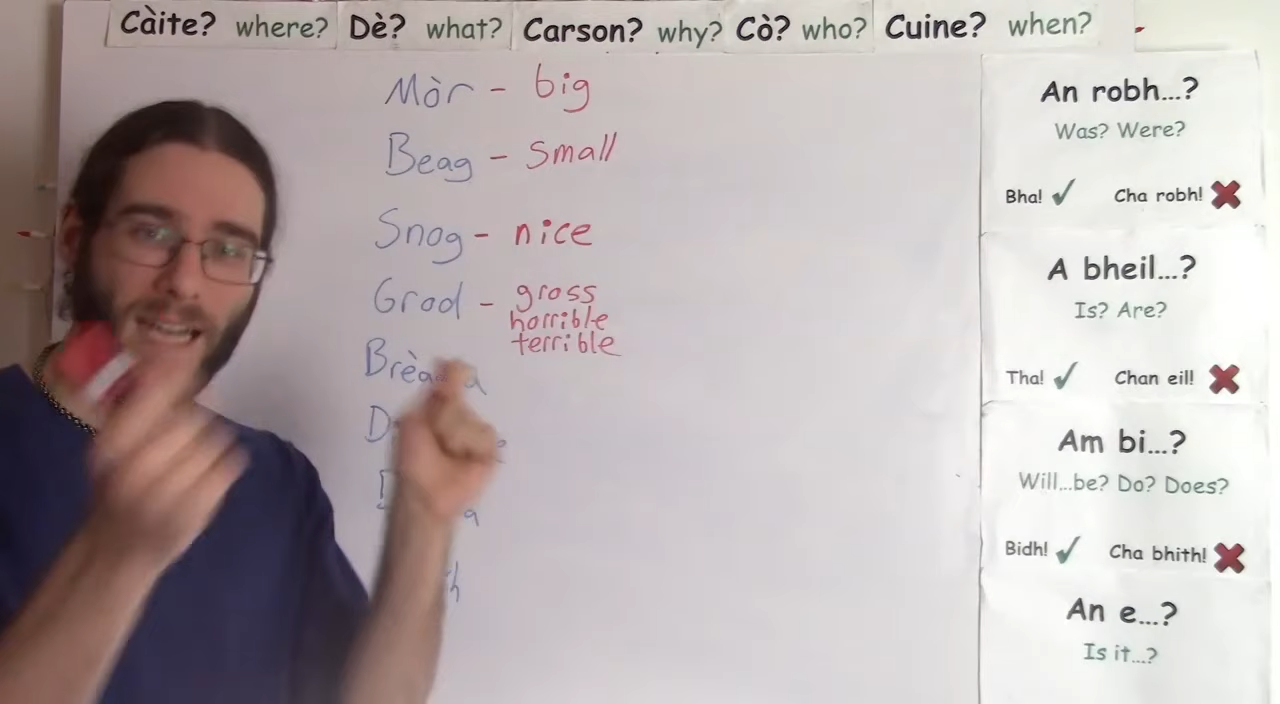 Càite? where? Dè? what? Carson? why? Cò? who? Cuine? when?
Mòr - big
Beag - small
Snog - nice
Grod - gross
horrible
terrible
An robh...?
Was? Were?
Bha! ✓ Cha robh! ✗
A bheil...?
Is? Are?
Tha! ✓ Chan eil! ✗
Am bi...?
Will...be? Do? Does?
Bidh! ✓ Cha bhith! ✗
An e...?
Is it...?